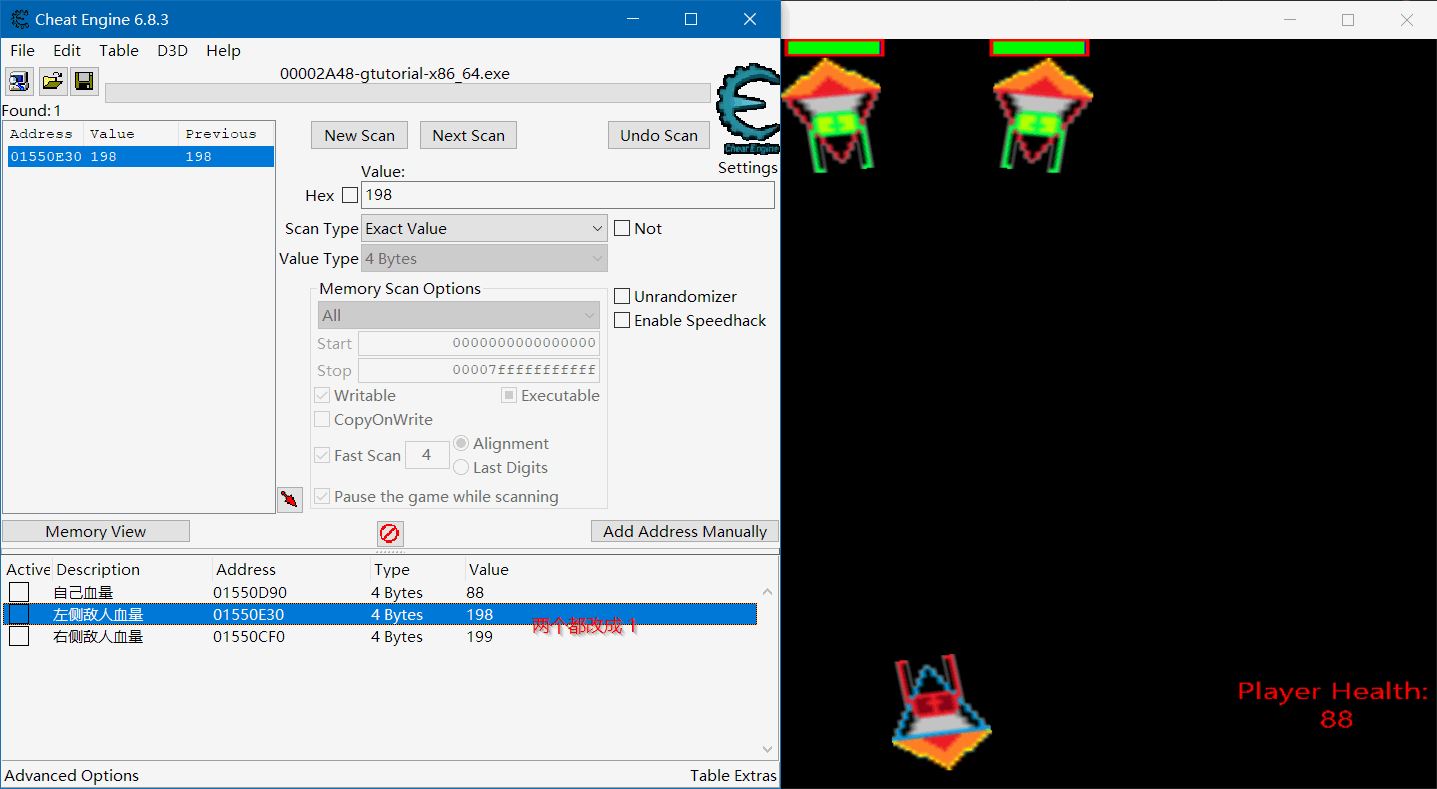 Cheat Engine 6.8.3
File Edit Table D3D Help
00002A48-gtutorial-x86_64.exe
Found: 1
Address Value Previous
01550E30 198 198
New Scan Next Scan Undo Scan
Cheat Engine
Settings
Value:
Hex 198
Scan Type Exact Value Not
Value Type 4 Bytes
Memory Scan Options
All
Unrandomizer
Enable Speedhack
Start 0000000000000000
Stop 00007fffffffffff
Writable Executable
CopyOnWrite
Fast Scan 4 Alignment
Last Digits
Pause the game while scanning
Memory View Add Address Manually
Active Description Address Type Value
自己血量 01550D90 4 Bytes 88
左侧敌人血量 01550E30 4 Bytes 198
两个都改成 1
右侧敌人血量 01550CF0 4 Bytes 199
Advanced Options Table Extras
Player Health:
88